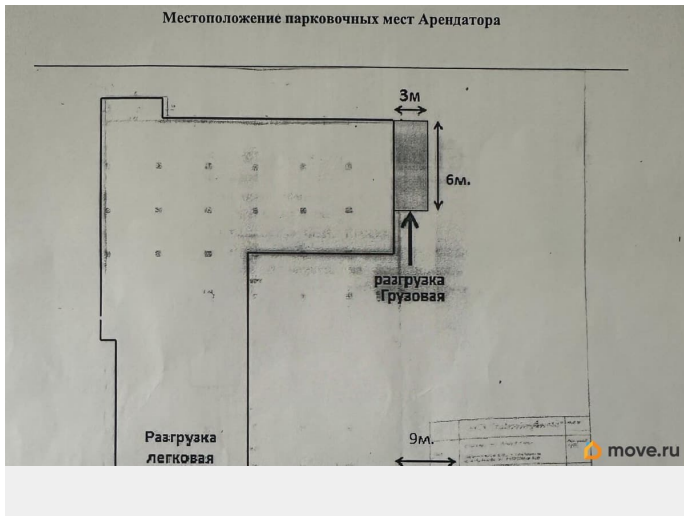 Местоположение парковочных мест Арендатора
3м
6м.
разгрузка
Грузовая
Разгрузка
легковая
9м.
move.ru